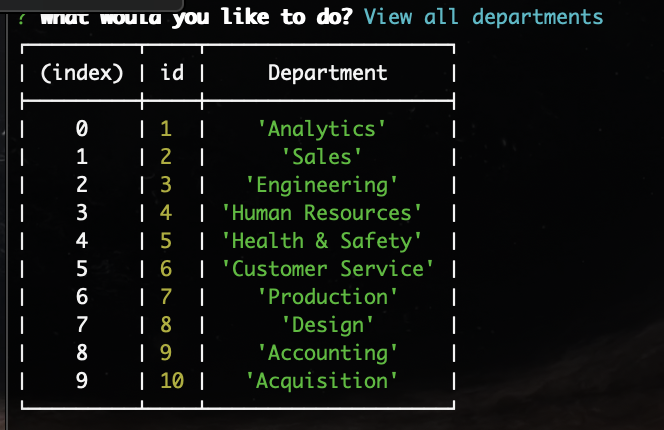 ? What would you like to do? View all departments
(index) id Department
0 1 'Analytics'
1 2 'Sales'
2 3 'Engineering'
3 4 'Human Resources'
4 5 'Health & Safety'
5 6 'Customer Service'
6 7 'Production'
7 8 'Design'
8 9 'Accounting'
9 10 'Acquisition'